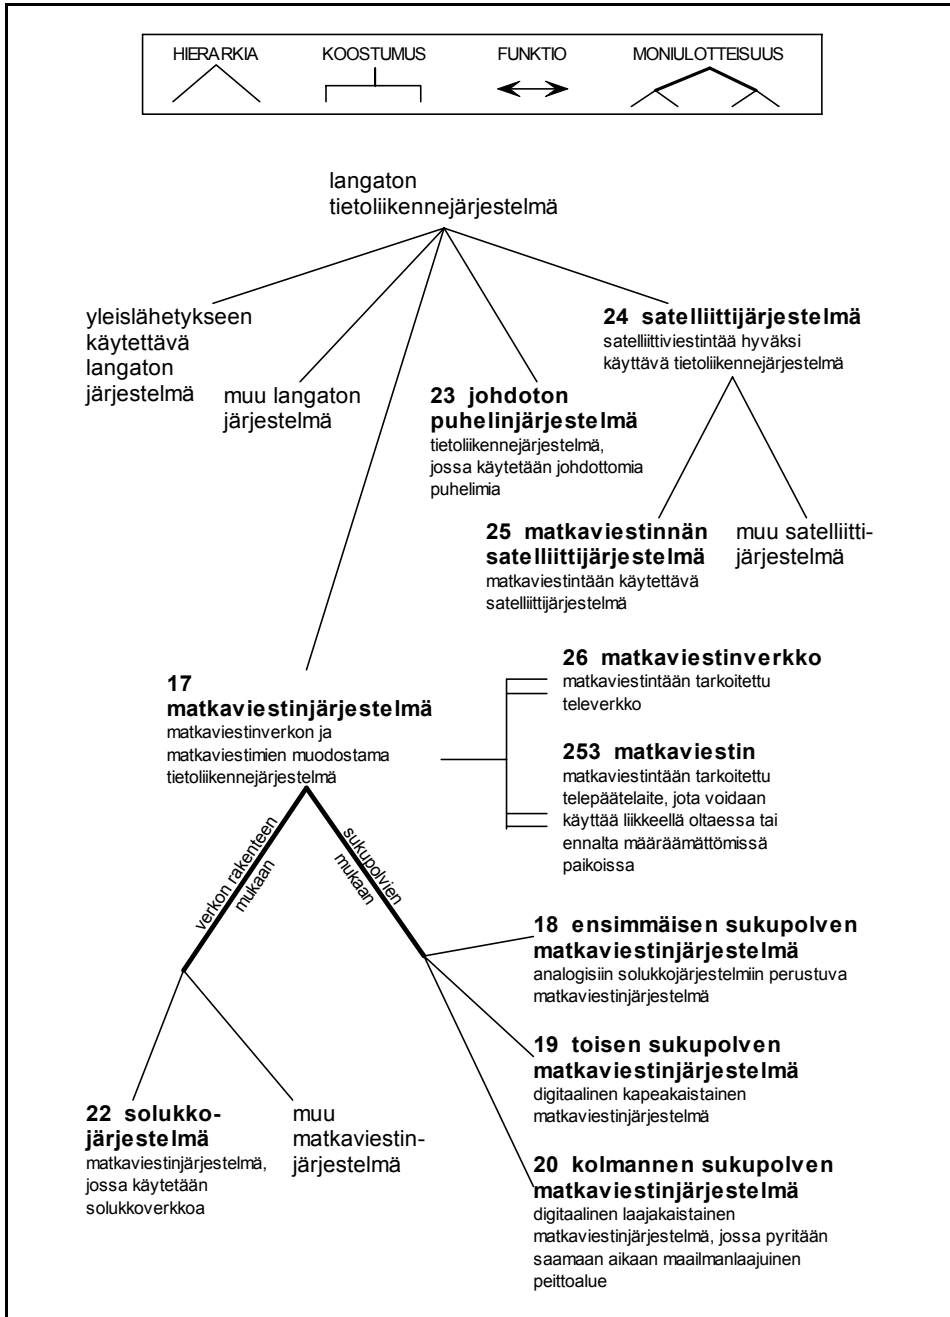 HIERARKIA
KOOSTUMUS
FUNKTIO
MONIULOTTEISUUS
langaton
tietoliikennejärjestelmä
yleislähetykseen
käytettävä
langaton
järjestelmä
muu langaton
järjestelmä
23 johdoton
puhelinjärjestelmä
tietoliikennejärjestelmä,
jossa käytetään johdottomia
puhelimia
24 satelliittijärjestelmä
satelliittiviestintää hyväksi
käyttävä tietoliikennejärjestelmä
25 matkaviestinnän
satelliittijärjestelmä
matkaviestintään käytettävä
satelliittijärjestelmä
muu satelliitti-
järjestelmä
17
matkaviestinjärjestelmä
matkaviestinverkon ja
matkaviestimien muodostama
tietoliikennejärjestelmä
26 matkaviestinverkko
matkaviestintään tarkoitettu
televerkko
253 matkaviestin
matkaviestintään tarkoitettu
telepäätelaite, jota voidaan
käyttää liikkeellä oltaessa tai
ennalta määräämättömissä
paikoissa
verkon rakenteen
mukaan
sukupolvien
mukaan
18 ensimmäisen sukupolven
matkaviestinjärjestelmä
analogisiin solukkojärjestelmiin perustuva
matkaviestinjärjestelmä
19 toisen sukupolven
matkaviestinjärjestelmä
digitaalinen kapeakaistainen
matkaviestinjärjestelmä
20 kolmannen sukupolven
matkaviestinjärjestelmä
digitaalinen laajakaistainen
matkaviestinjärjestelmä, jossa pyritään
saamaan aikaan maailmanlaajuinen
peittoalue
22 solukko-
järjestelmä
matkaviestinjärjestelmä,
jossa käytetään
solukkoverkkoa
muu
matkaviestin-
järjestelmä